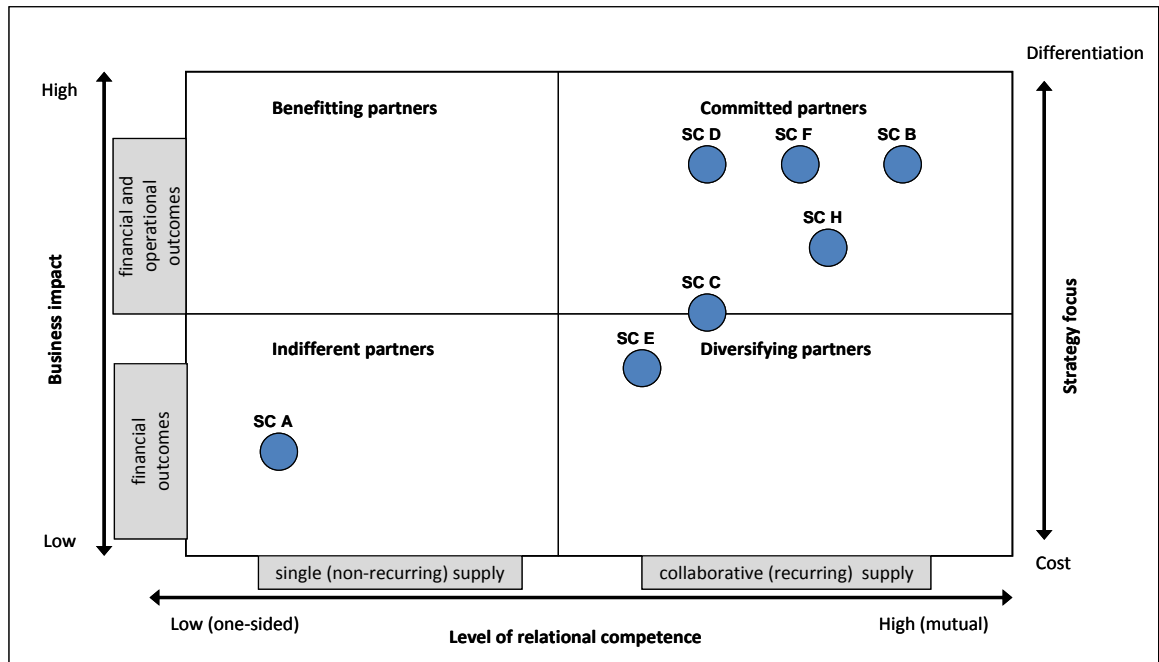 Differentiation
High
Benefitting partners
Committed partners
SC D
SC F
SC B
financial and
operational
outcomes
SC H
Business impact
SC C
Strategy focus
SC E
Indifferent partners
Diversifying partners
SC A
financial
outcomes
Low
Cost
single (non-recurring) supply
collaborative (recurring)  supply
Low (one-sided)
High (mutual)
Level of relational competence